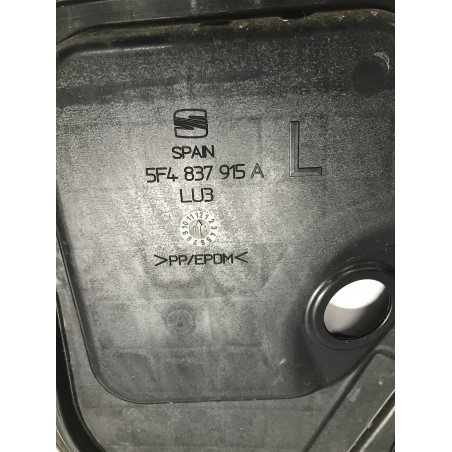 SPAIN
L
5F4 837 915 A
LU3
>PP/EPDM<